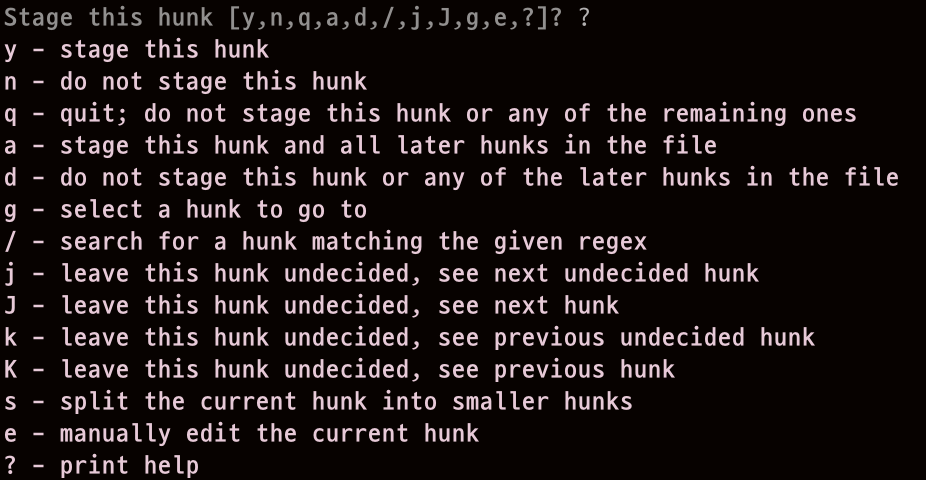 Stage this hunk [y,n,q,a,d,/,j,J,g,e,?]? ?
y - stage this hunk
n - do not stage this hunk
q - quit; do not stage this hunk or any of the remaining ones
a - stage this hunk and all later hunks in the file
d - do not stage this hunk or any of the later hunks in the file
g - select a hunk to go to
/ - search for a hunk matching the given regex
j - leave this hunk undecided, see next undecided hunk
J - leave this hunk undecided, see next hunk
k - leave this hunk undecided, see previous undecided hunk
K - leave this hunk undecided, see previous hunk
s - split the current hunk into smaller hunks
e - manually edit the current hunk
? - print help